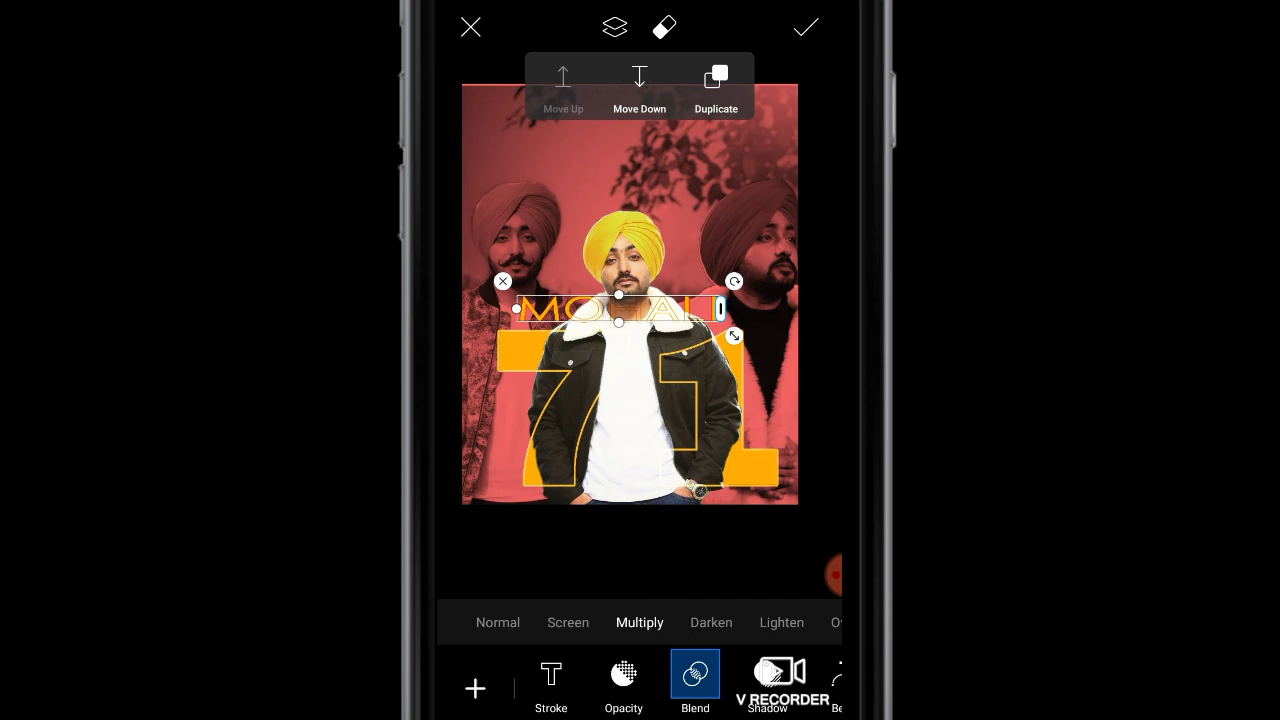 Move Up Move Down Duplicate
MOHALI
71
Normal Screen Multiply Darken Lighten
Stroke Opacity Blend Shadow
V RECORDER